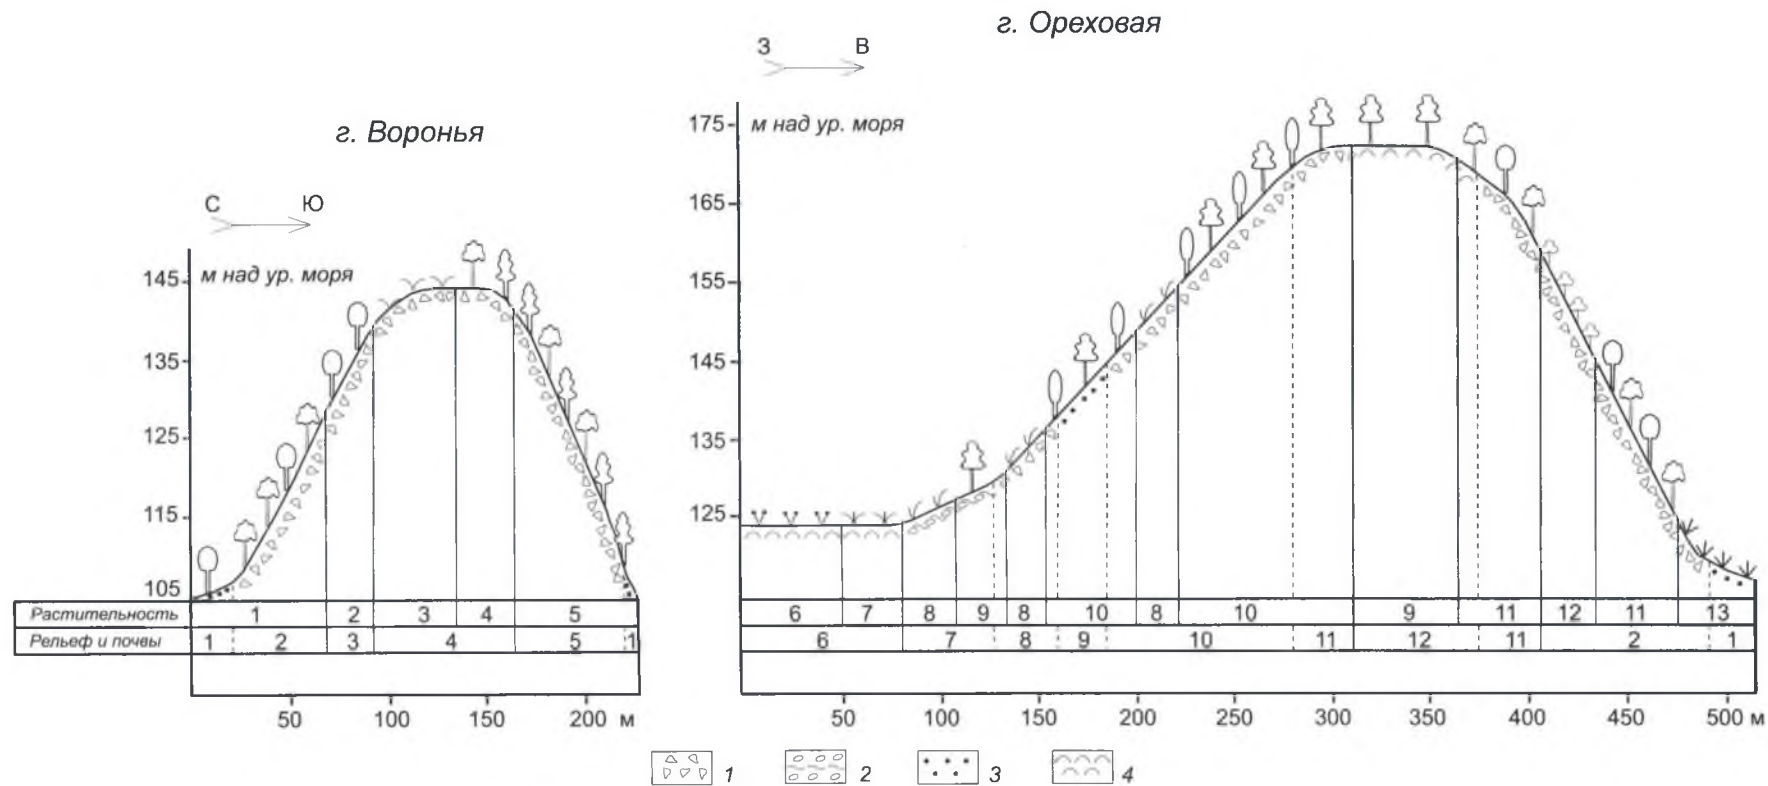 г. Ореховая
З В
175
м над ур. моря
165
155
145
135
125
г. Воронья
С Ю
145
м над ур. моря
135
125
115
105
Растительность 1 2 3 4 5
Рельеф и почвы 1 2 3 4 5 1
50 100 150 200 м
6 7 8 9 8 10 8 10 9 11 12 11 13
6 7 8 9 10 11 12 11 2 1
50 100 150 200 250 300 350 400 450 500 м
1 2 3 4